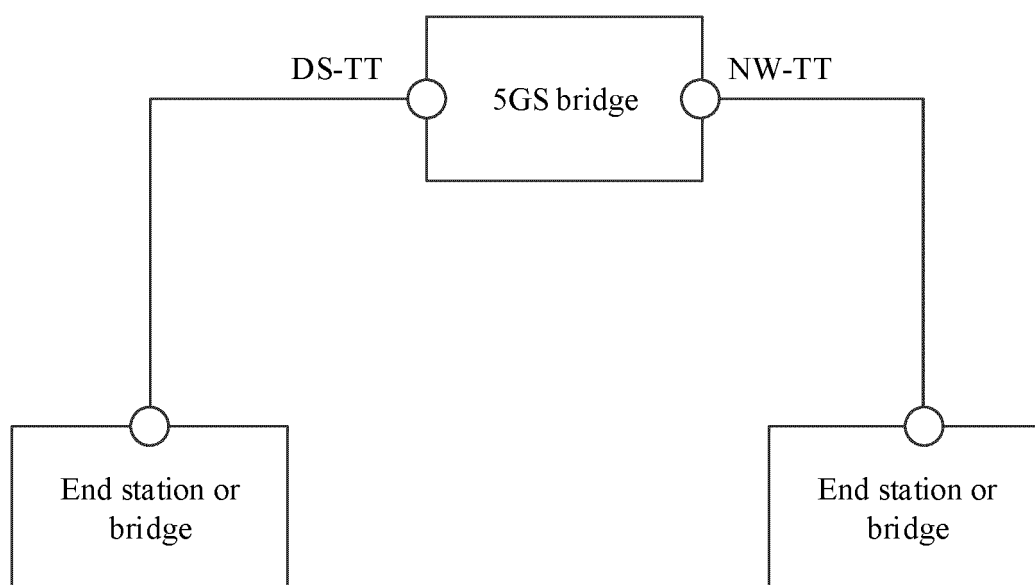 DS-TT
5GS bridge
NW-TT
End station or
bridge
End station or
bridge